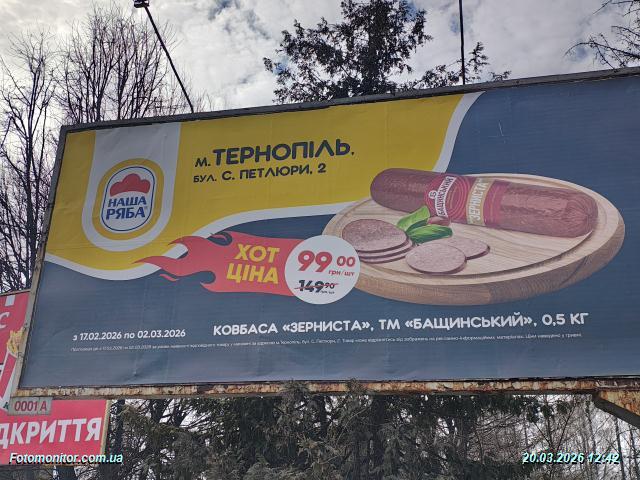 м. ТЕРНОПІЛЬ,
БУЛ. С. ПЕТЛЮРИ, 2
НАША
РЯБА
ХОТ
ЦІНА
99 00
грн/шт
149 90
БАЩИНСЬКИЙ
ЗЕРНИСТА
з 17.02.2026 по 02.03.2026
КОВБАСА «ЗЕРНИСТА», ТМ «БАЩИНСЬКИЙ», 0,5 КГ
0001A
ДКРИТТЯ
Fotomonitor.com.ua
20.03.2026 12:42